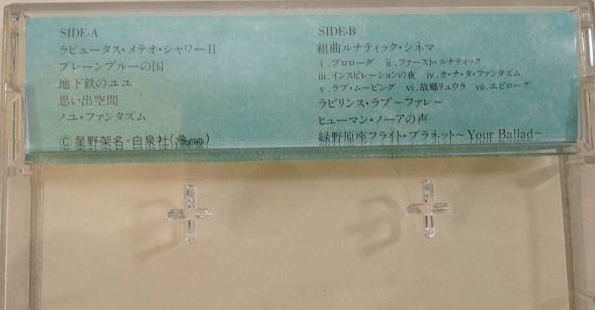 SIDE-A
ラピュータス・メテオ・シャワーII
プレーンブルーの国
地下鉄のユユ
思い出空間
ノユ・ファンタズム
©星野架名・白泉社
SIDE-B
組曲ルナティック・シネマ
i.プロローグ ii.ファースト・ルナティック
iii.インスピレーションの夜 iv.カ・ナ・タ・ファンタズム
v.ラブ・ムービング vi.故郷リュウラ vii.エピローグ
ラビリンス・ラブ〜ファレ〜
ヒューマン・ノーアの声
緑野原座フライト・プラネット〜Your Ballad〜